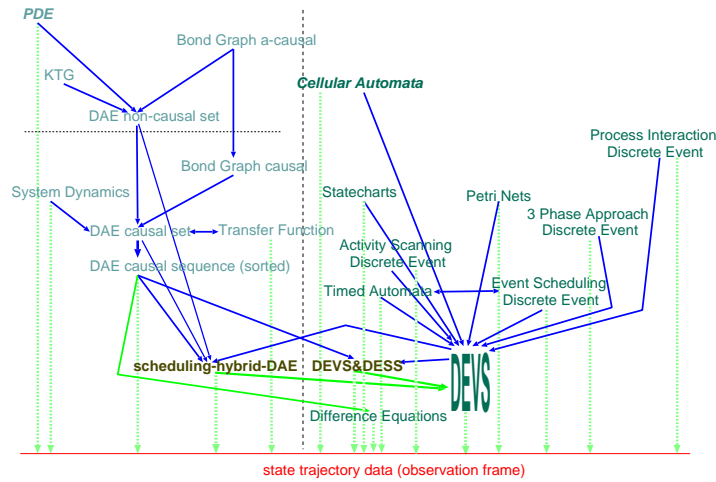 PDE
Bond Graph a-causal
KTG
Cellular Automata
DAE non-causal set
Process Interaction
Discrete Event
Bond Graph causal
System Dynamics
Statecharts
Petri Nets
3 Phase Approach
Discrete Event
DAE causal set
Transfer Function
Activity Scanning
Discrete Event
DAE causal sequence (sorted)
Timed Automata
Event Scheduling
Discrete Event
scheduling-hybrid-DAE
DEVS&DESS
DEVS
Difference Equations
state trajectory data (observation frame)